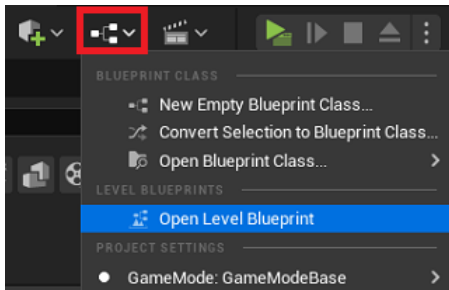 BLUEPRINT CLASS
New Empty Blueprint Class...
Convert Selection to Blueprint Class...
Open Blueprint Class...
LEVEL BLUEPRINTS
Open Level Blueprint
PROJECT SETTINGS
GameMode: GameModeBase